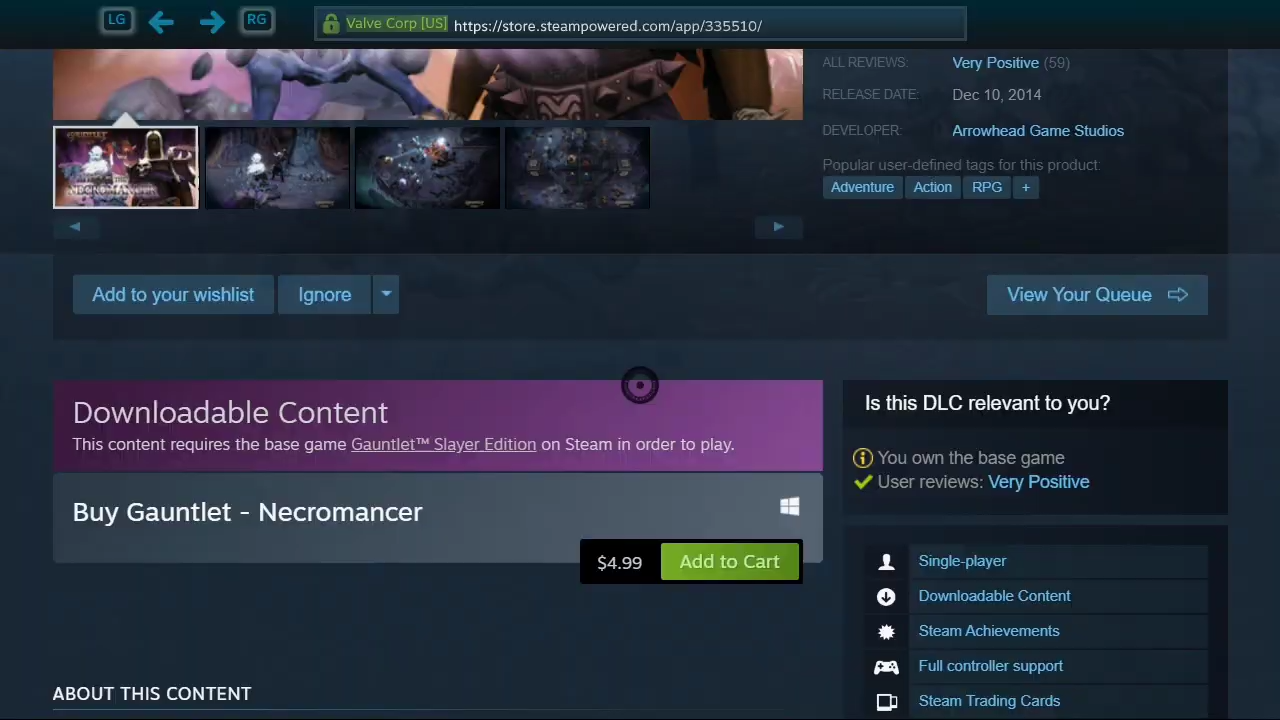 LG
RG
Valve Corp [US] https://store.steampowered.com/app/335510/
ALL REVIEWS: Very Positive (59)
RELEASE DATE: Dec 10, 2014
DEVELOPER: Arrowhead Game Studios
Popular user-defined tags for this product:
Adventure Action RPG +
GAUNTLET
NECROMANCER
Add to your wishlist
Ignore
View Your Queue
Downloadable Content
This content requires the base game Gauntlet™ Slayer Edition on Steam in order to play.
Is this DLC relevant to you?
You own the base game
User reviews: Very Positive
Buy Gauntlet - Necromancer
$4.99 Add to Cart
Single-player
Downloadable Content
Steam Achievements
Full controller support
Steam Trading Cards
ABOUT THIS CONTENT